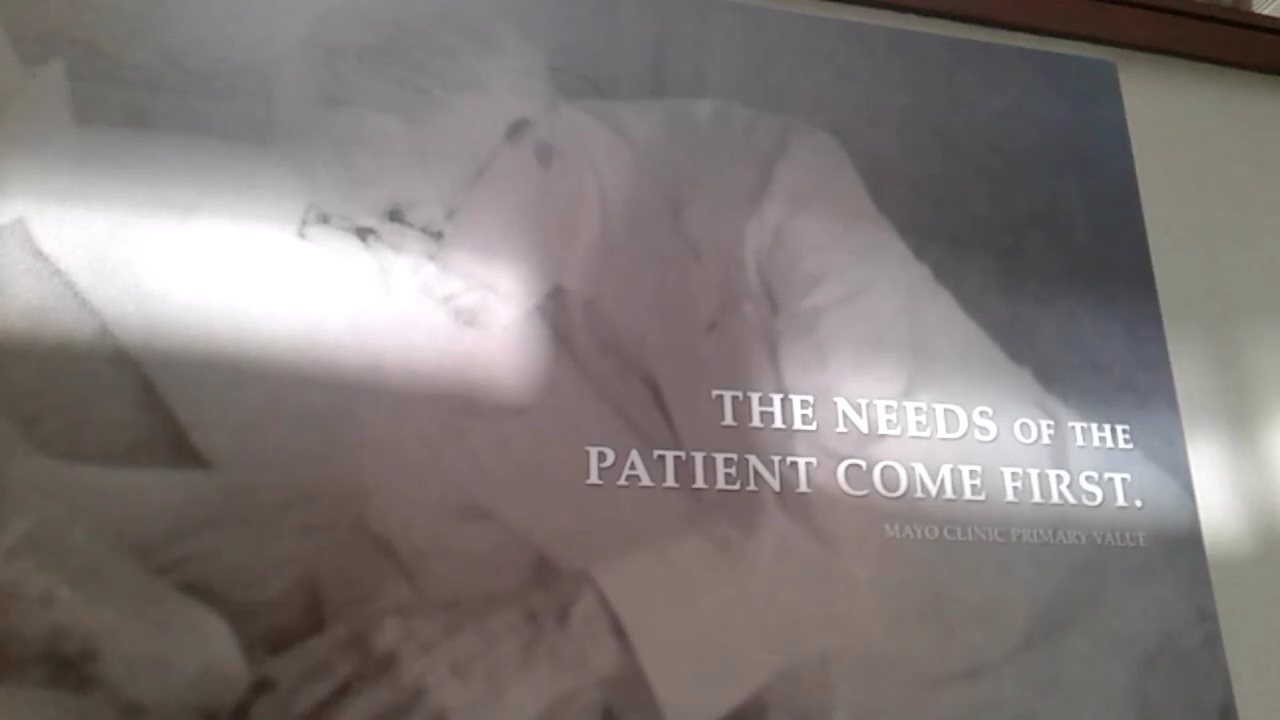 THE NEEDS OF THE
PATIENT COME FIRST.
MAYO CLINIC PRIMARY VALUE